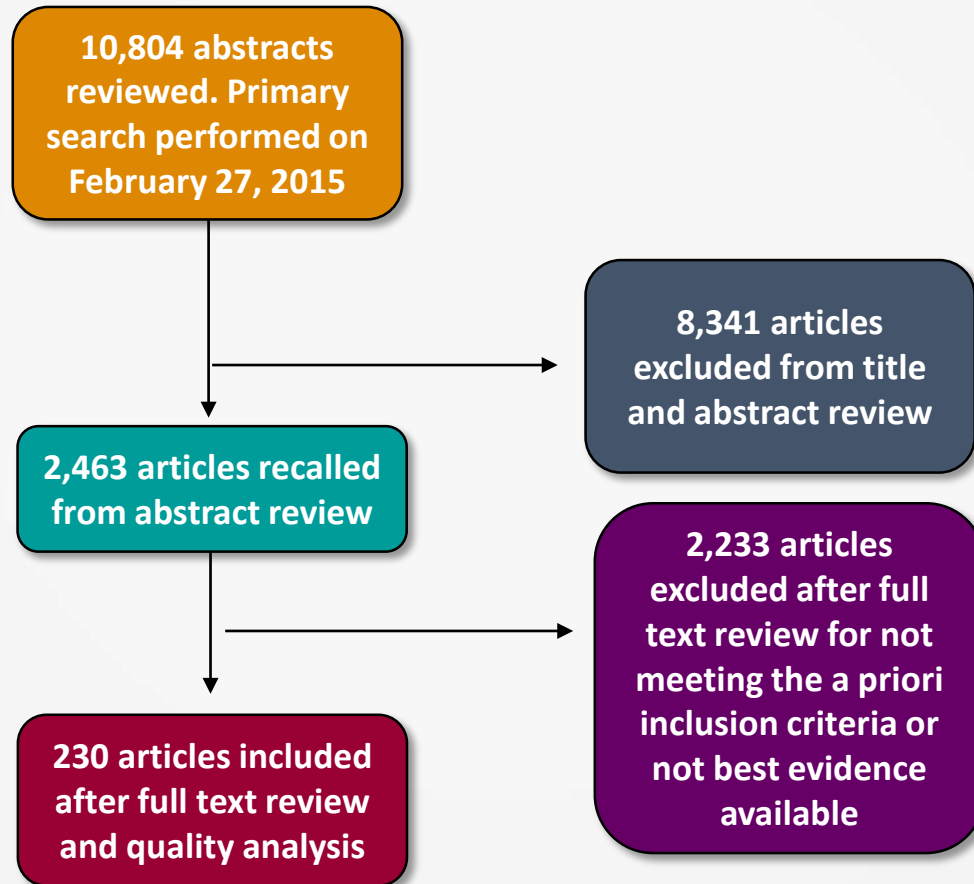 10,804 abstracts
reviewed. Primary
search performed on
February 27, 2015
8,341 articles
excluded from title
and abstract review
2,463 articles recalled
from abstract review
2,233 articles
excluded after full
text review for not
meeting the a priori
inclusion criteria or
not best evidence
available
230 articles included
after full text review
and quality analysis